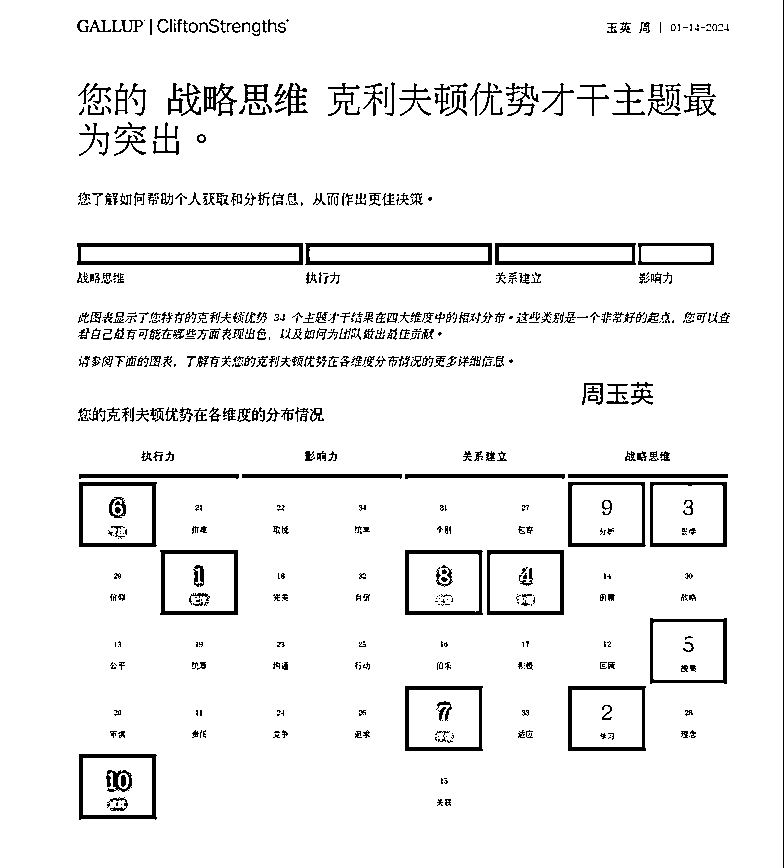 GALLUP | CliftonStrengths
玉英 周 | 01-14-2024
您的 战略思维 克利夫顿优势才干主题最
为突出。
您了解如何帮助个人获取和分析信息，从而作出更佳决策。
战略思维 执行力 关系建立 影响力
此图表显示了您特有的克利夫顿优势 34 个主题才干结果在四大维度中的相对分布。这些类别是一个非常好的起点，您可以查
看自己最有可能在哪些方面表现出色，以及如何为团队做出最佳贡献。
请参阅下面的图表，了解有关您的克利夫顿优势在各维度分布情况的更多详细信息。
周玉英
您的克利夫顿优势在各维度的分布情况
执行力 影响力 关系建立 战略思维
6 21 22 34 31 27 9 3
取悦 统率 个别 包容 分析
29 1 18 32 8 4 14 30
信仰 完美 自信 前瞻 战略
13 19 23 25 16 17 12 5
公平 统筹 沟通 行动 伯乐 积极 回顾
20 11 24 26 7 33 2 28
审慎 责任 竞争 追求 适应 学习 理念
10 15
关联